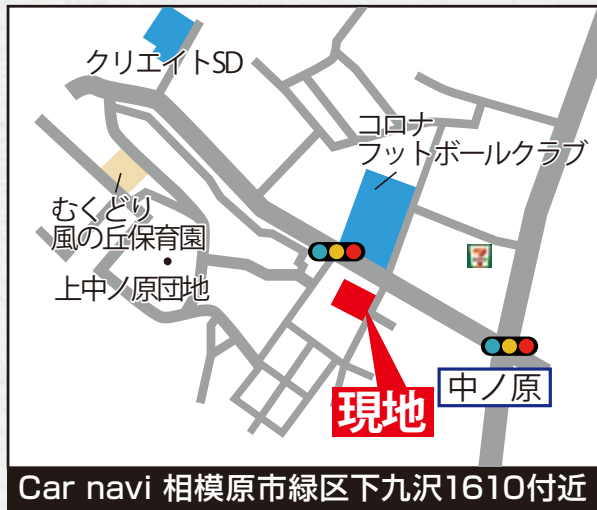 クリエイトSD
コロナ
フットボールクラブ
むくどり
風の丘保育園
上中ノ原団地
現地
中ノ原
Car navi 相模原市緑区下九沢1610付近